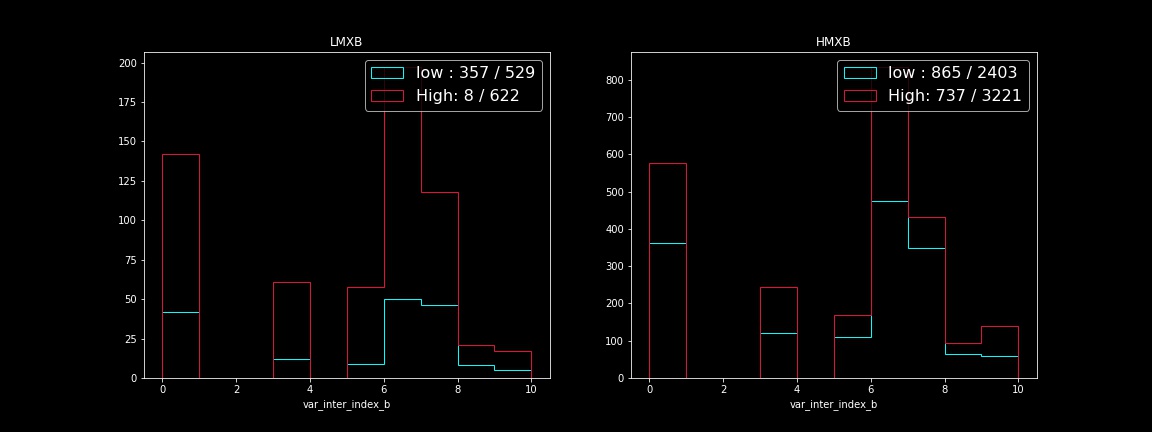 LMXB
HMXB
low : 357 / 529
High: 8 / 622
low : 865 / 2403
High: 737 / 3221
200
175
150
125
100
75
50
25
0
0 2 4 6 8 10
var_inter_index_b
800
700
600
500
400
300
200
100
0
0 2 4 6 8 10
var_inter_index_b